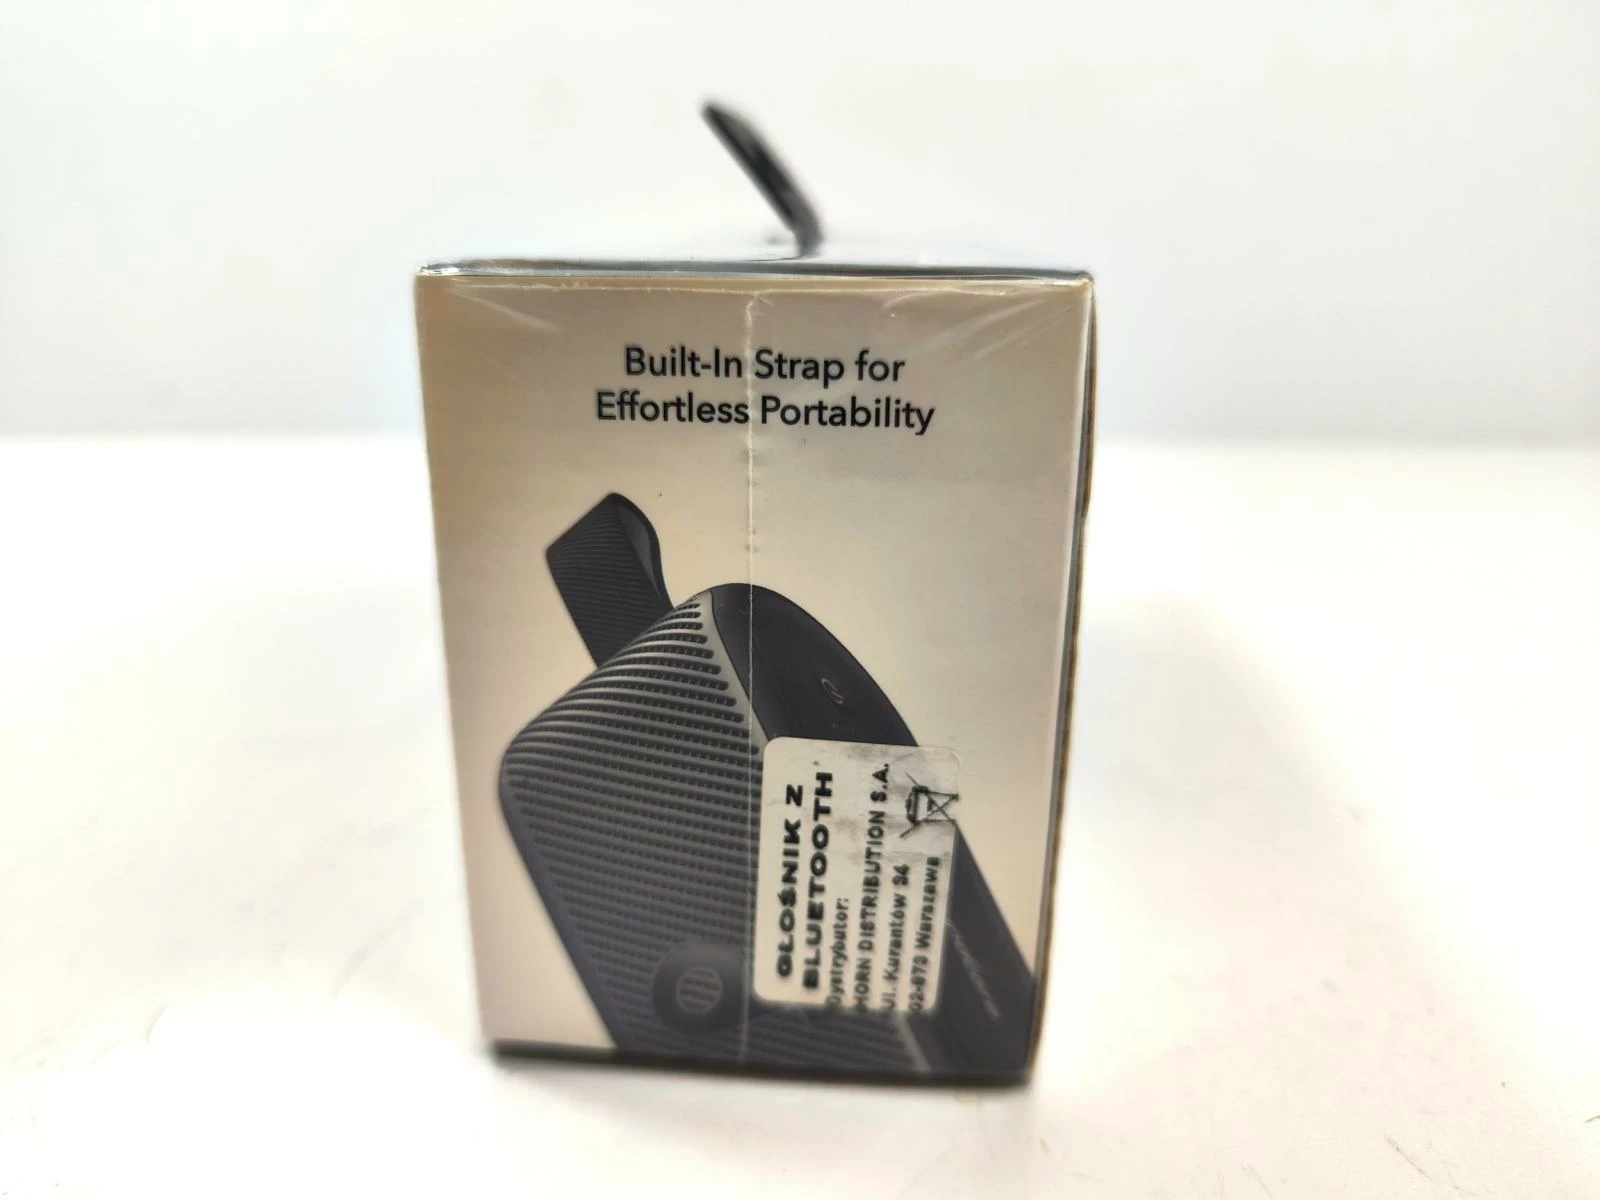 Built-In Strap for
Effortless Portability
GŁOŚNIK Z
BLUETOOTH
Dystrybutor:
HORN DISTRIBUTION S.A.
Ul. Kurantów 34
02-873 Warszawa